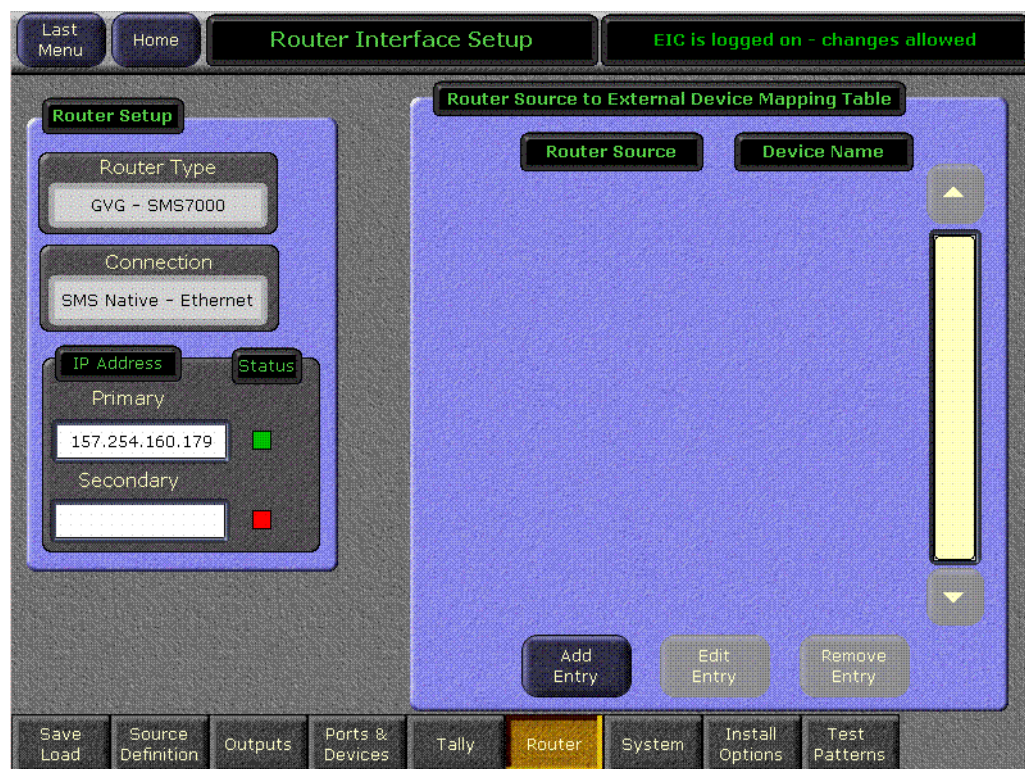 Last
Menu
Home
Router Interface Setup
EIC is logged on - changes allowed
Router Setup
Router Type
GVG - SMS7000
Connection
SMS Native - Ethernet
IP Address
Status
Primary
157.254.160.179
Secondary
Router Source to External Device Mapping Table
Router Source
Device Name
Add
Entry
Edit
Entry
Remove
Entry
Save
Load
Source
Definition
Outputs
Ports &
Devices
Tally
Router
System
Install
Options
Test
Patterns